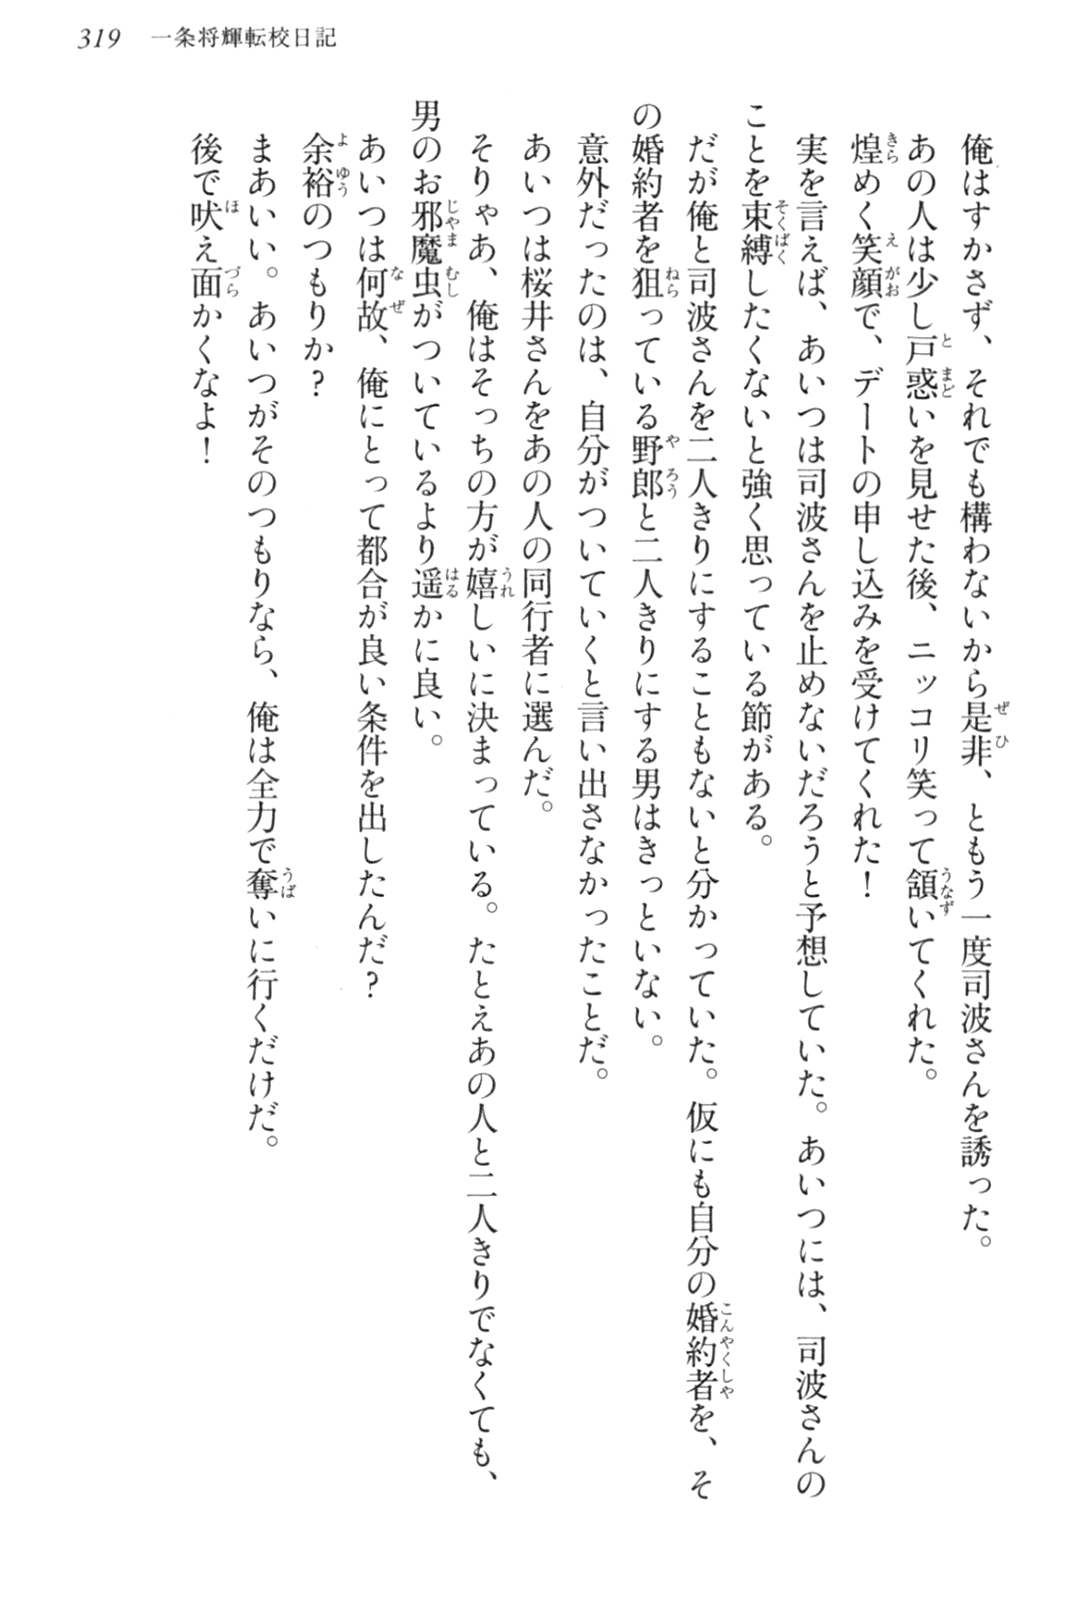 319 一条将輝転校日記
俺はすかさず、それでも構わないから是非、ともう一度司波さんを誘った。
あの人は少し戸惑いを見せた後、ニッコリ笑って頷いてくれた。
煌めく笑顔で、デートの申し込みを受けてくれた！
実を言えば、あいつは司波さんを止めないだろうと予想していた。あいつには、司波さんの
ことを束縛したくないと強く思っている節がある。
だが俺と司波さんを二人きりにすることもないと分かっていた。仮にも自分の婚約者を、そ
の婚約者を狙っている野郎と二人きりにする男はきっといない。
意外だったのは、自分がついていくと言い出さなかったことだ。
あいつは桜井さんをあの人の同行者に選んだ。
そりゃあ、俺はそっちの方が嬉しいに決まっている。たとえあの人と二人きりでなくても、
男のお邪魔虫がついているより遥かに良い。
あいつは何故、俺にとって都合が良い条件を出したんだ？
余裕のつもりか？
まあいい。あいつがそのつもりなら、俺は全力で奪いに行くだけだ。
後で吠え面かくなよ！